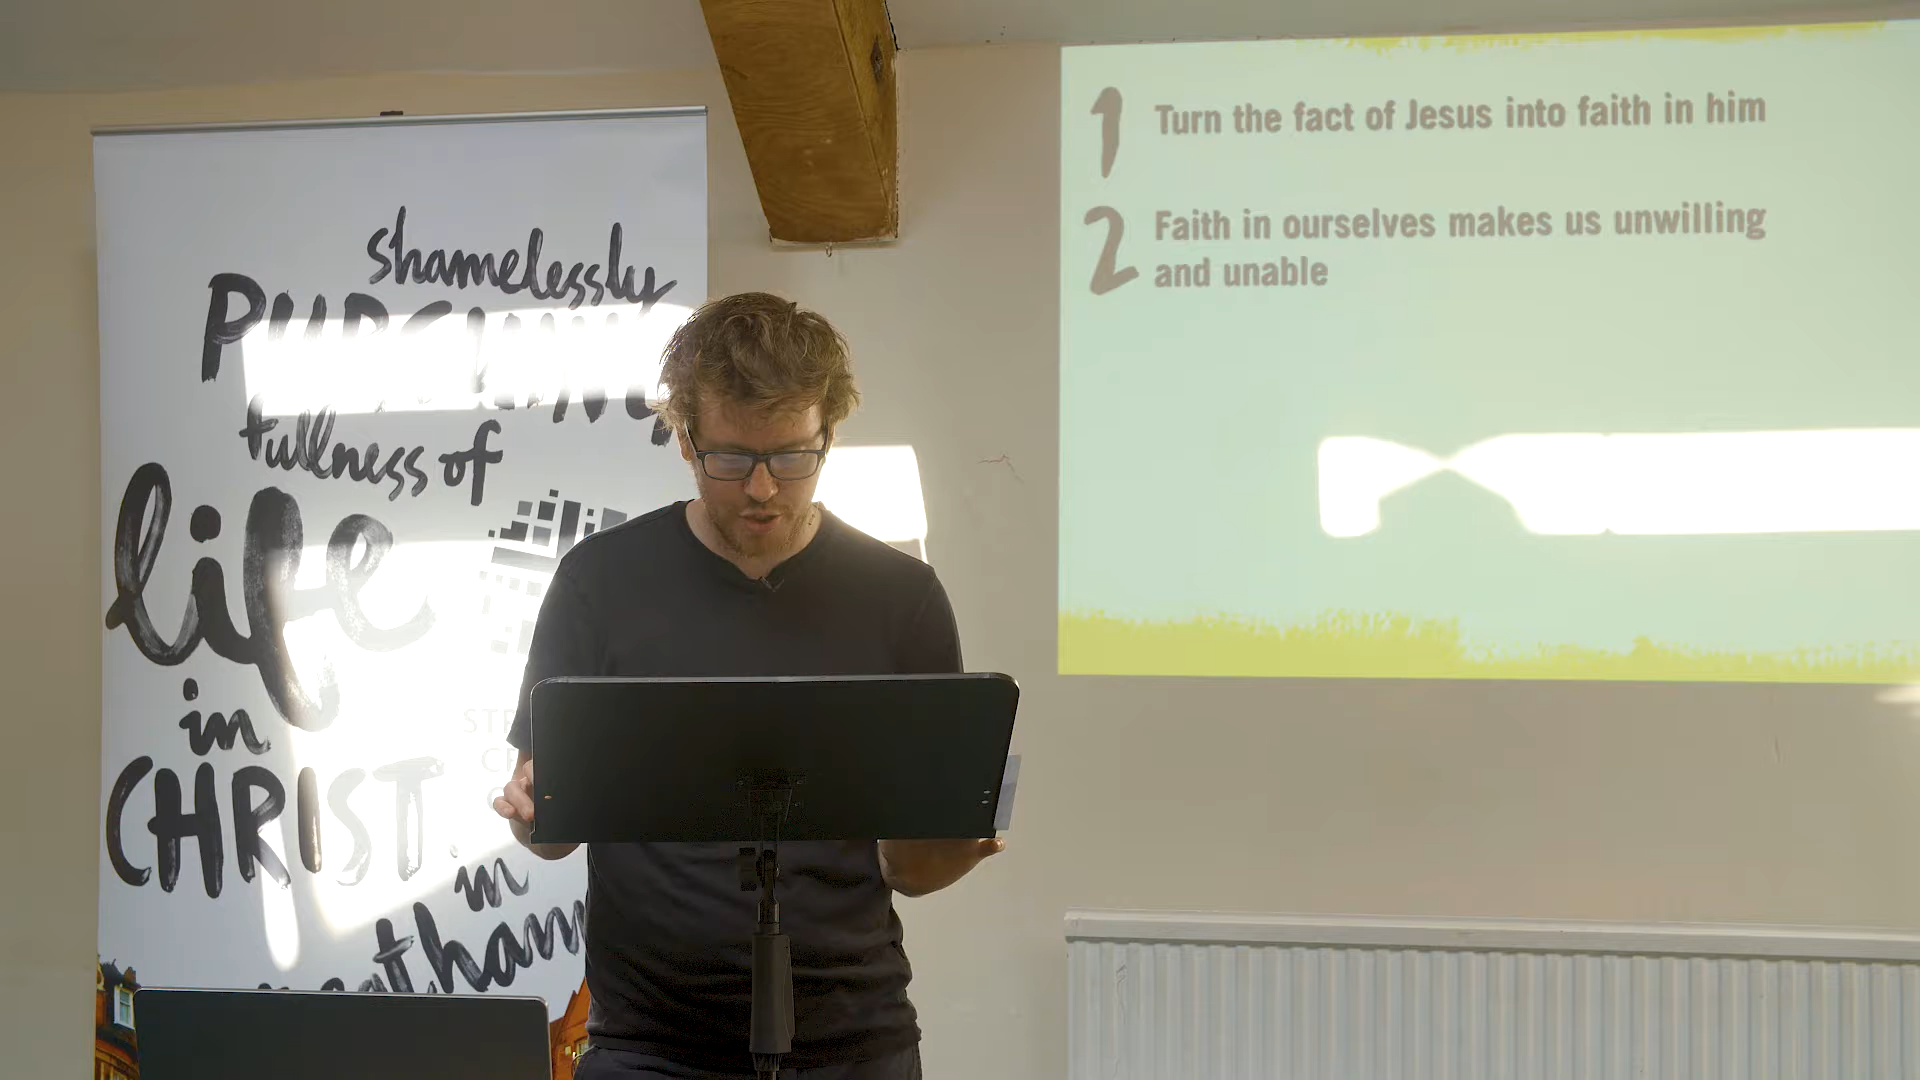 shamelessly
PURSUING
fullness of
life
in
CHRIST
in
1 Turn the fact of Jesus into faith in him
2 Faith in ourselves makes us unwilling
and unable